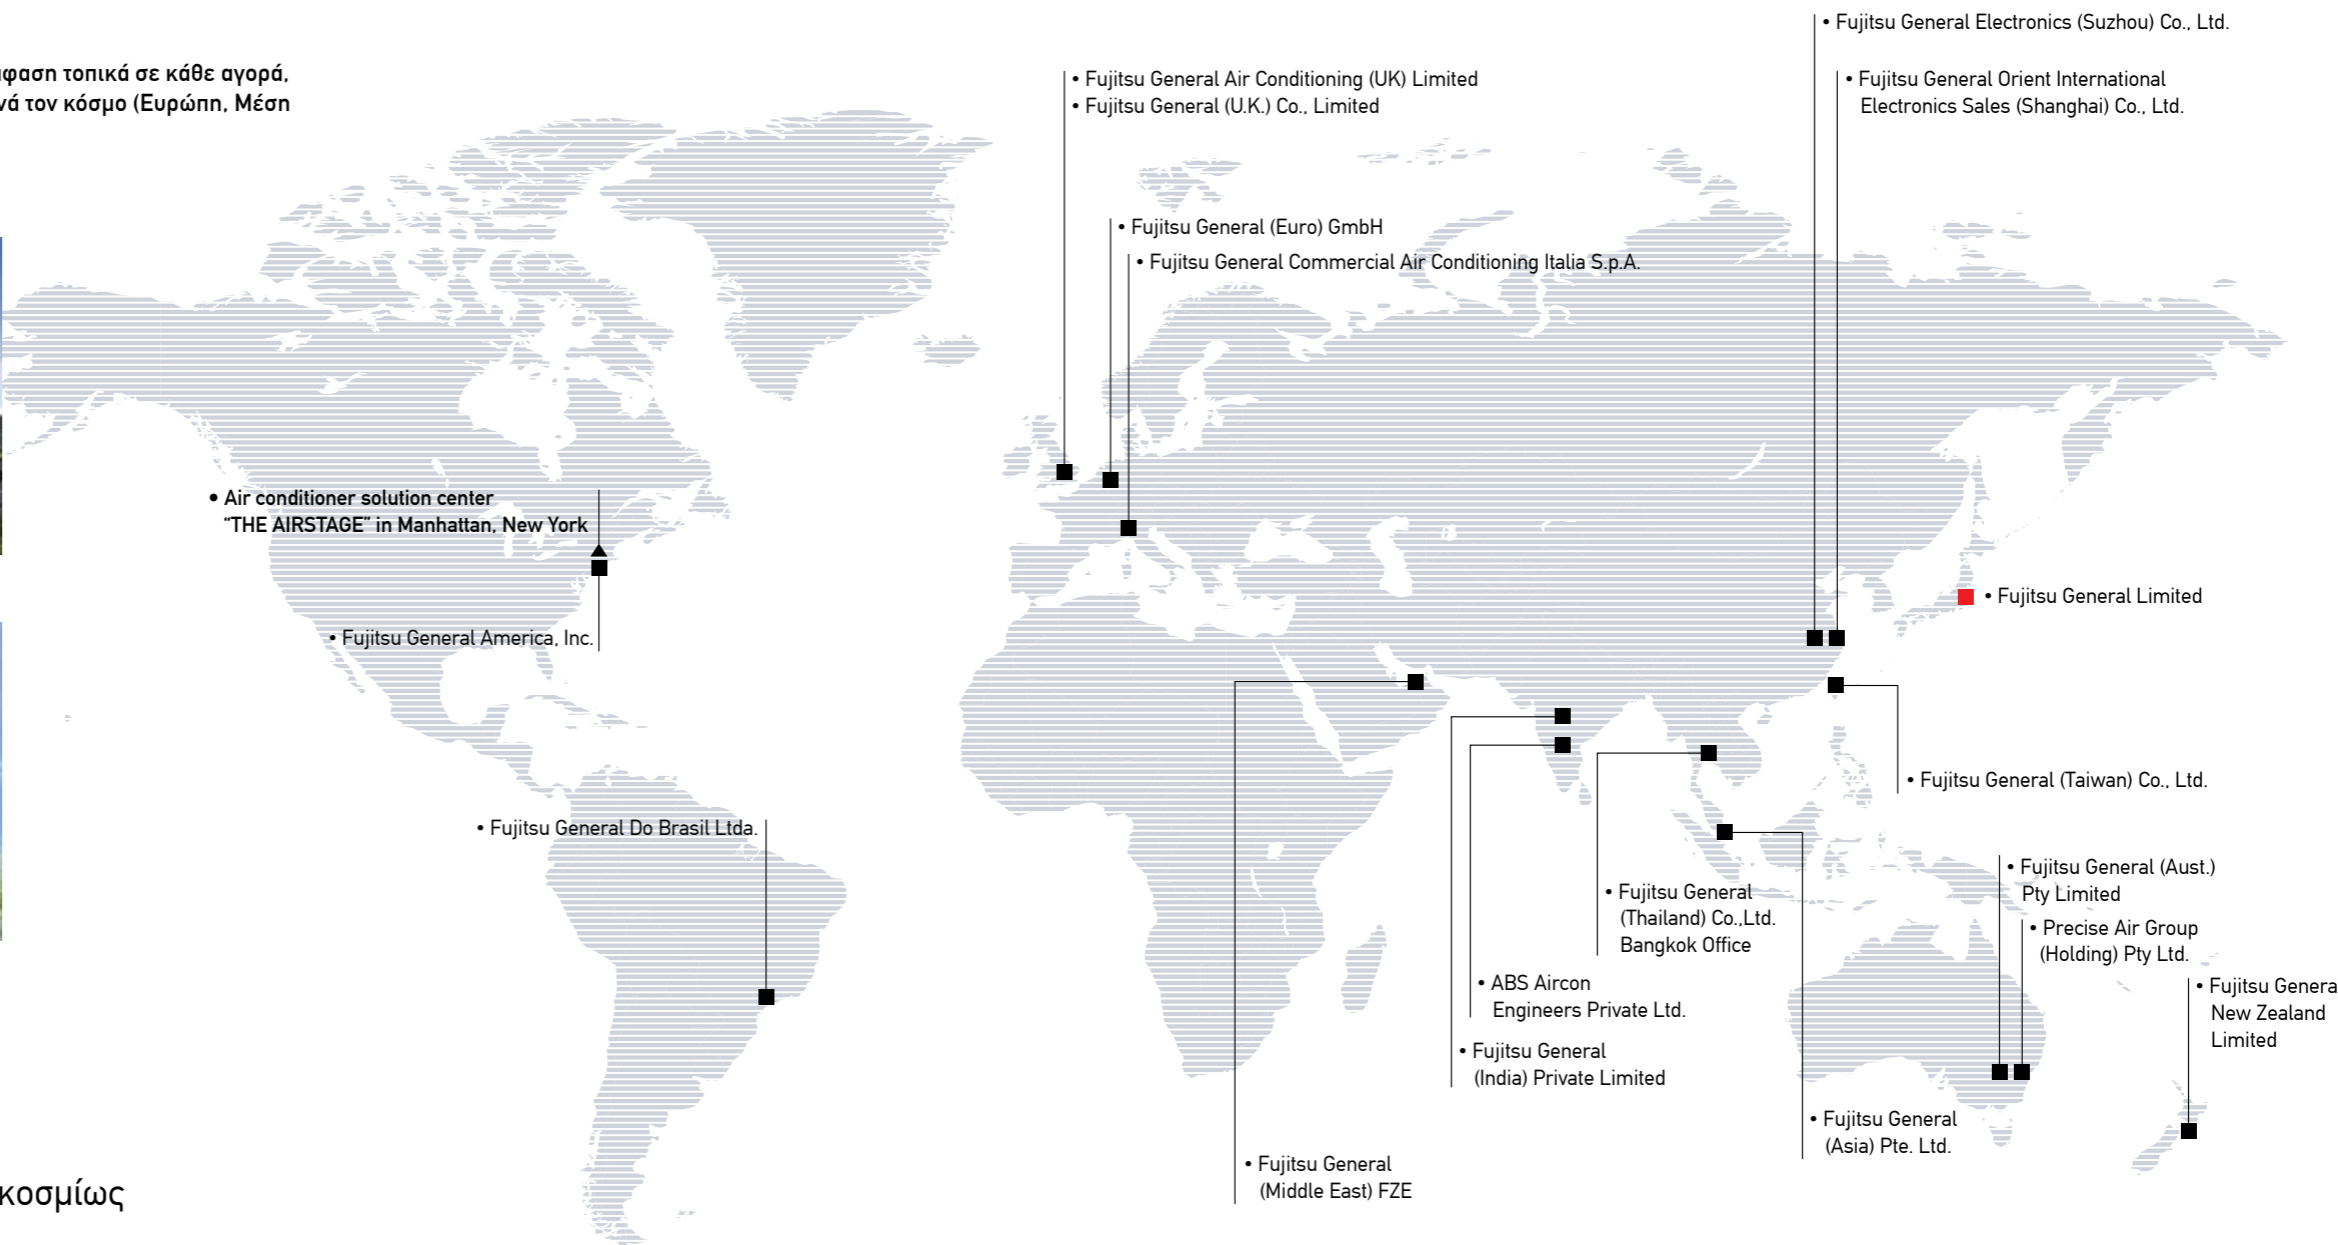 τοπικά σε κάθε αγορά,
τον κόσμο (Ευρώπη, Μέση
• Fujitsu General Electronics (Suzhou) Co., Ltd.
• Fujitsu General Air Conditioning (UK) Limited
• Fujitsu General (U.K.) Co., Limited
• Fujitsu General Orient International
Electronics Sales (Shanghai) Co., Ltd.
• Fujitsu General (Euro) GmbH
• Fujitsu General Commercial Air Conditioning Italia S.p.A.
• Air conditioner solution center
“THE AIRSTAGE” in Manhattan, New York
• Fujitsu General Limited
• Fujitsu General America, Inc.
• Fujitsu General (Taiwan) Co., Ltd.
• Fujitsu General Do Brasil Ltda.
• Fujitsu General (Aust.)
Pty Limited
• Fujitsu General
(Thailand) Co.,Ltd.
Bangkok Office
• Precise Air Group
(Holding) Pty Ltd.
• ABS Aircon
Engineers Private Ltd.
• Fujitsu Genera
New Zealand
Limited
• Fujitsu General
(India) Private Limited
• Fujitsu General
(Asia) Pte. Ltd.
• Fujitsu General
(Middle East) FZE
κοσμίως